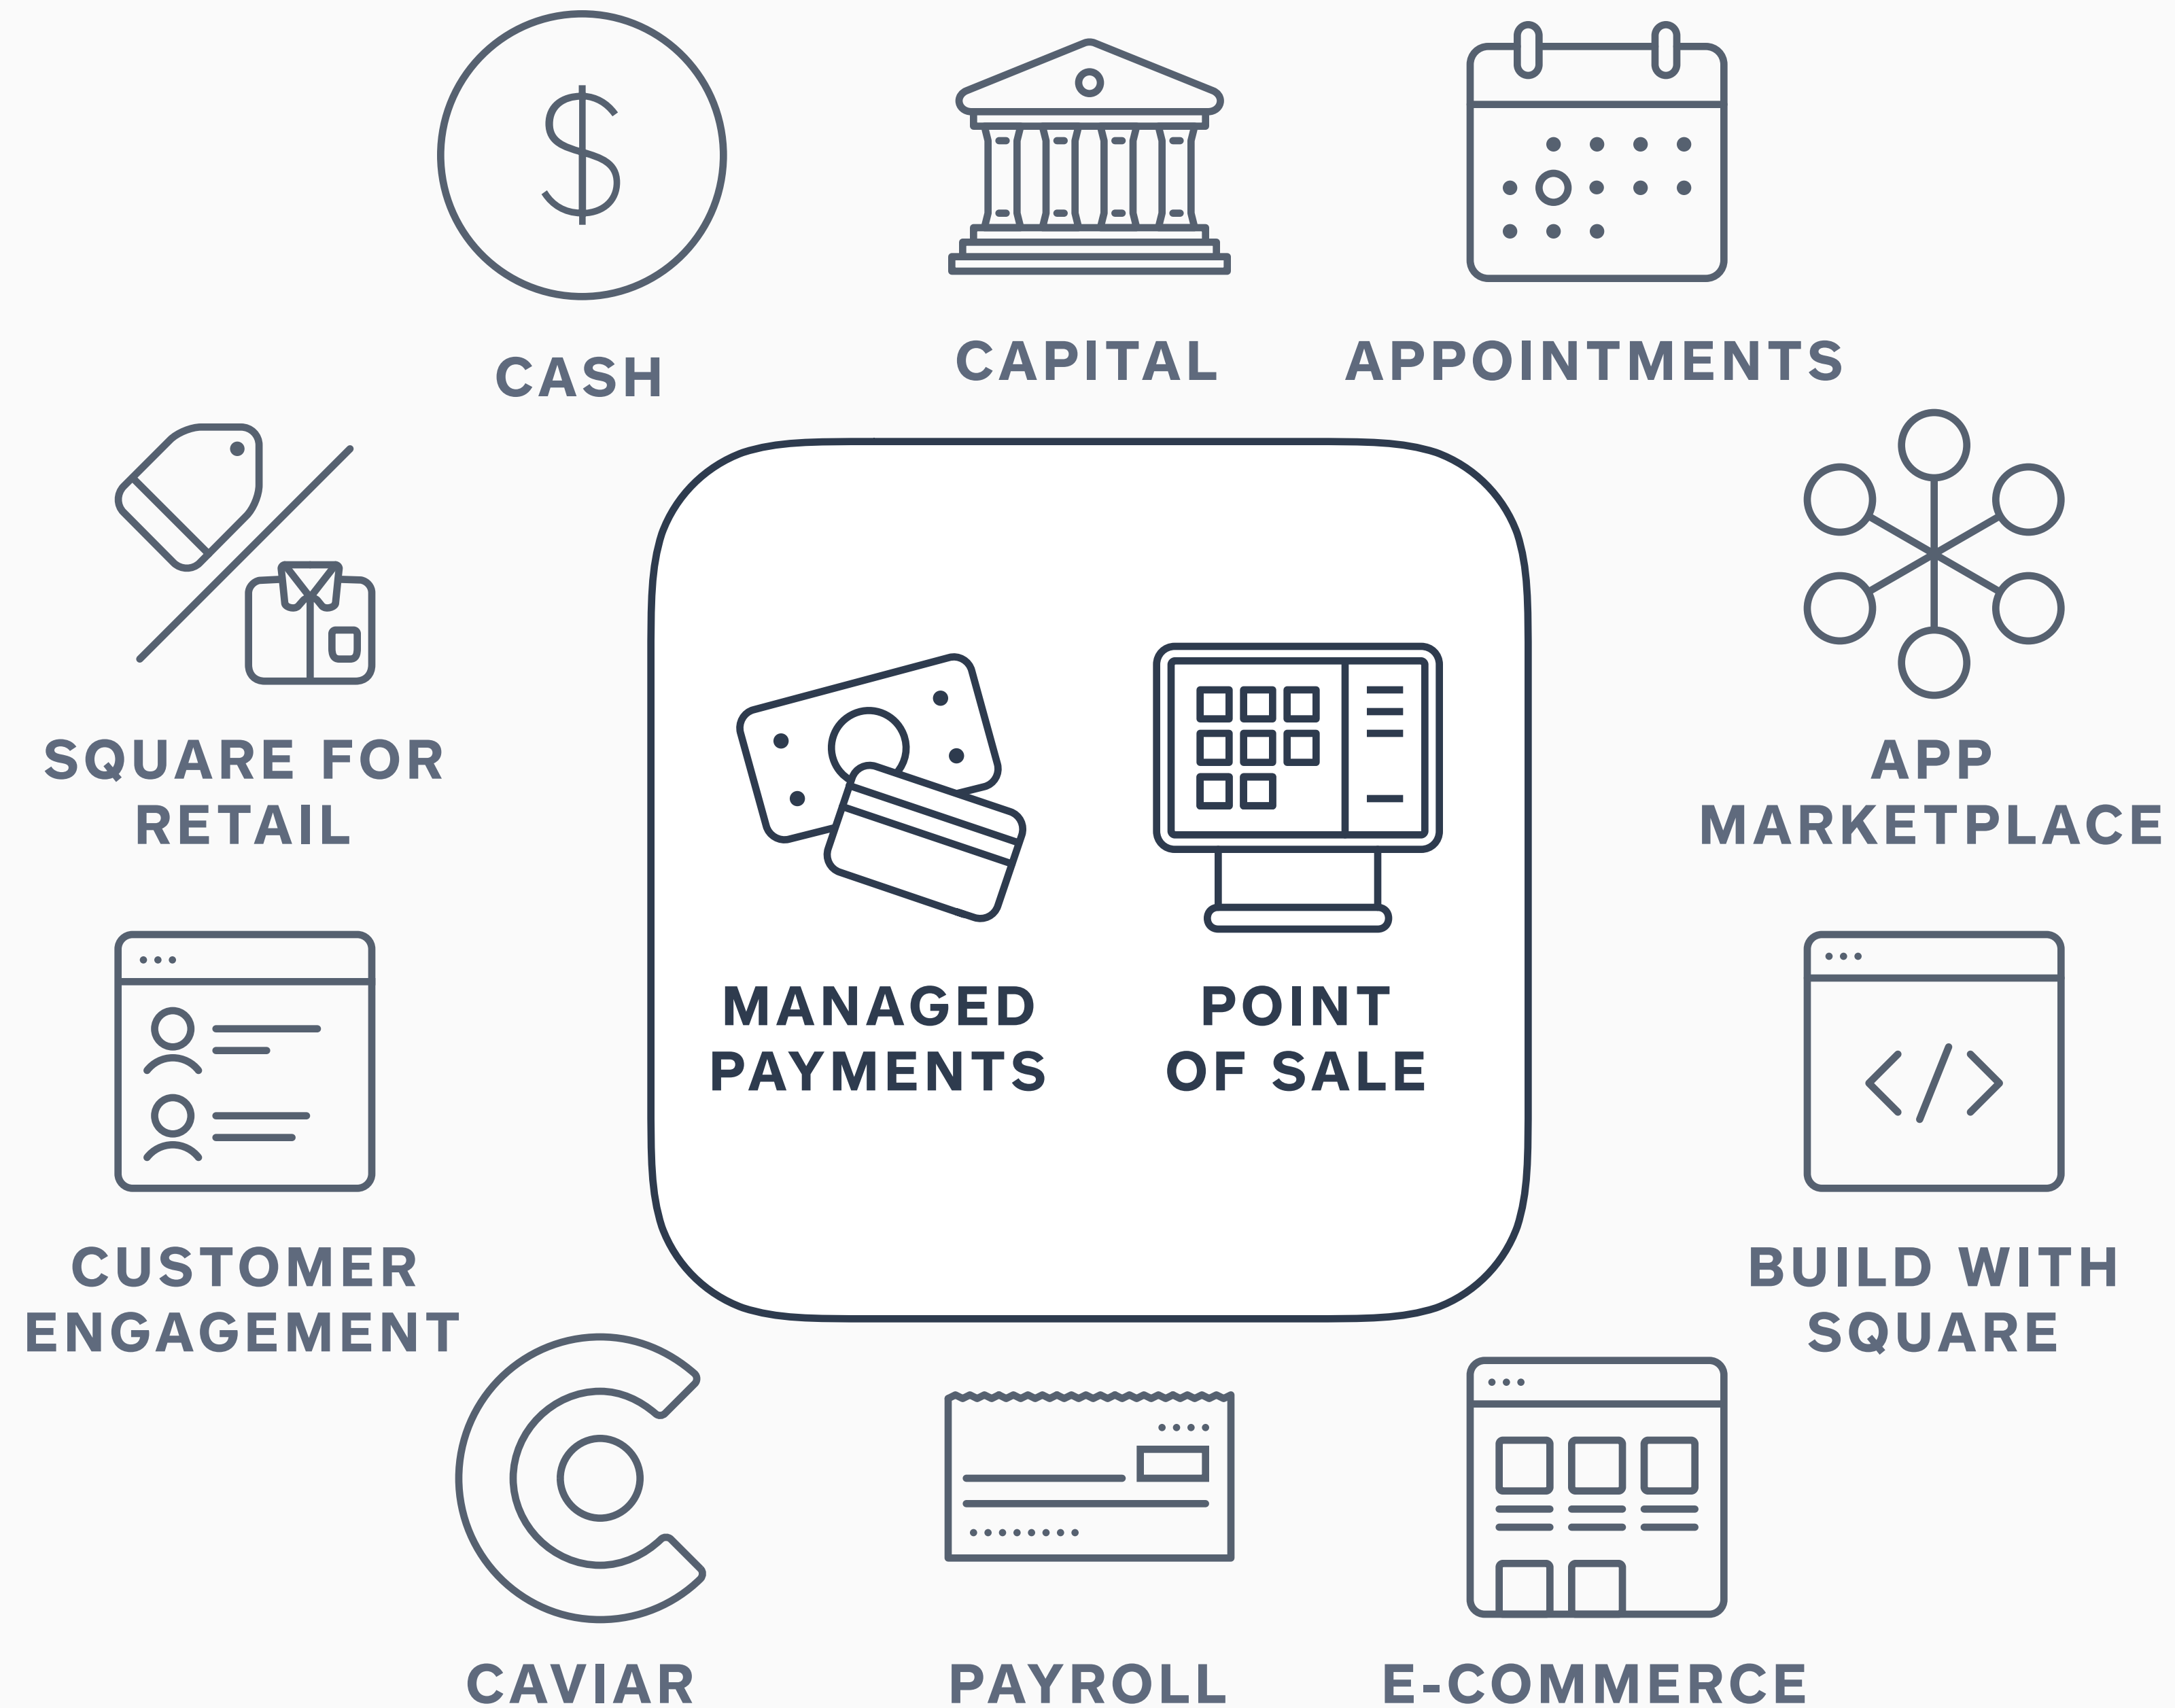 CASH
CAPITAL
APPOINTMENTS
SQUARE FOR
RETAIL
APP
MARKETPLACE
MANAGED
PAYMENTS
POINT
OF SALE
CUSTOMER
ENGAGEMENT
BUILD WITH
SQUARE
CAVIAR
PAYROLL
E-COMMERCE